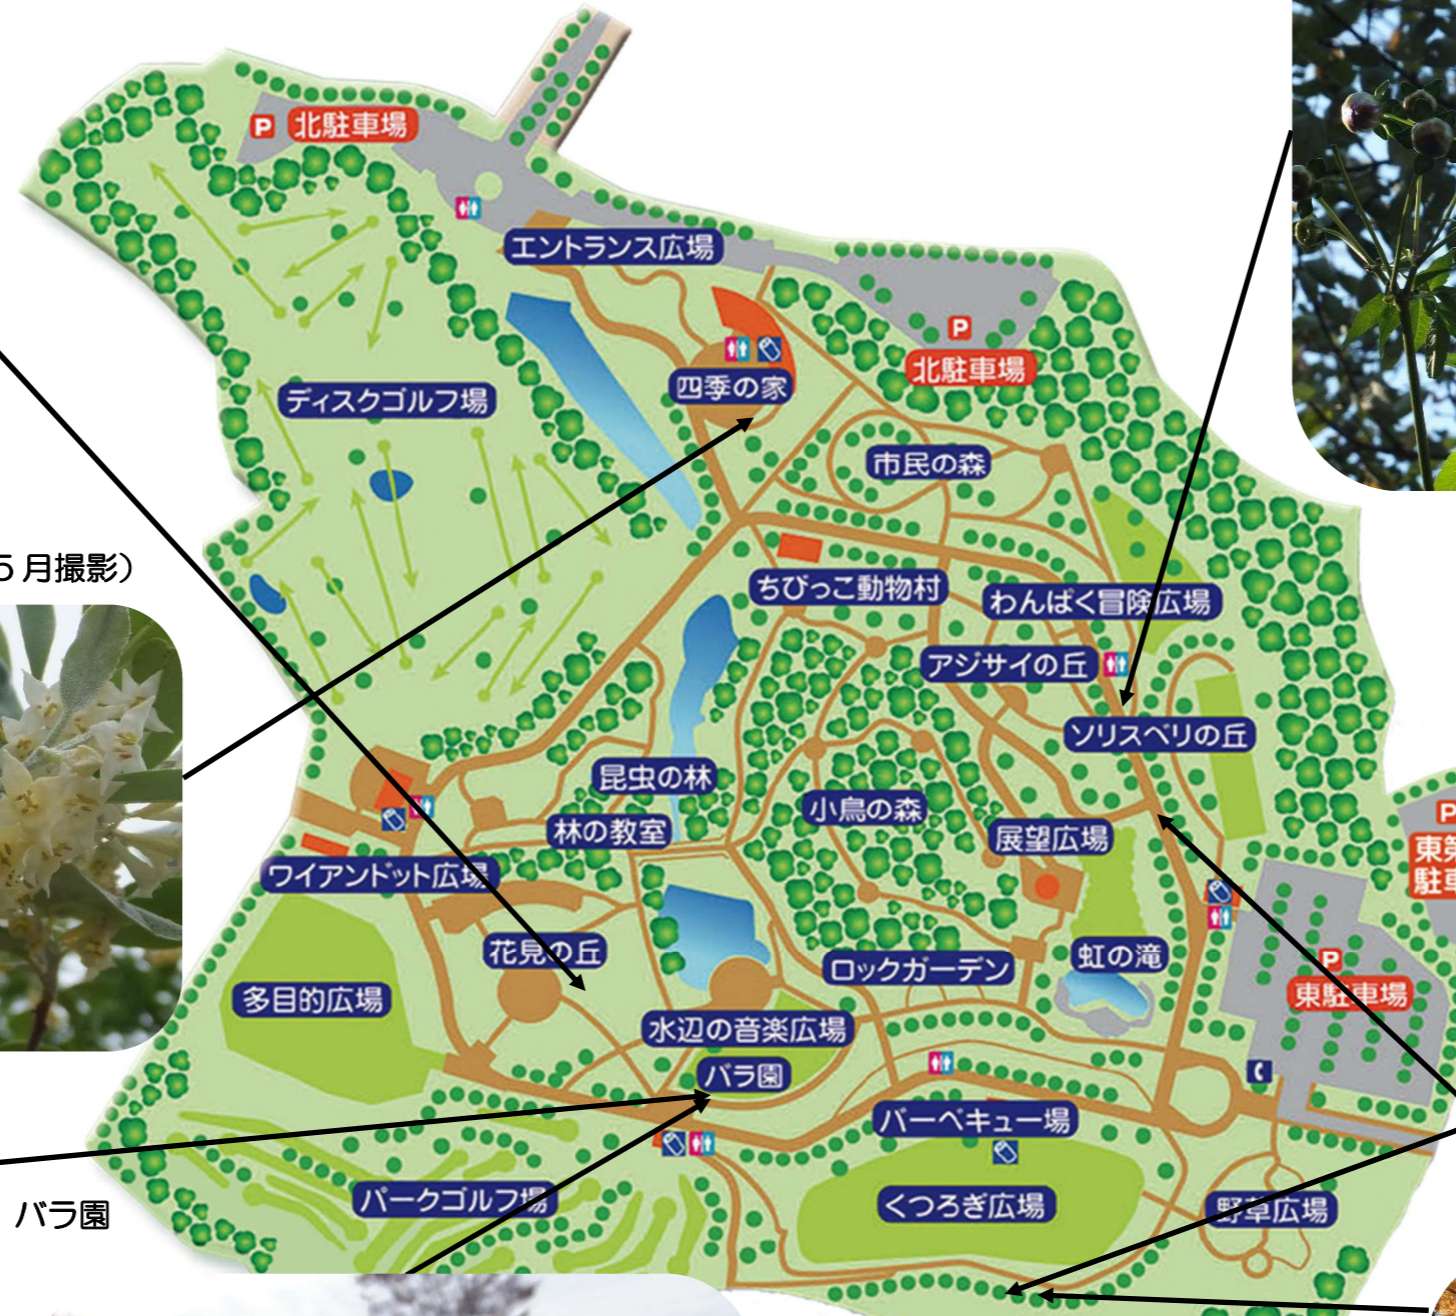 P 北駐車場
エントランス広場
P
北駐車場
四季の家
ディスクゴルフ場
市民の森
5月撮影）
ちびっこ動物村
わんぱく冒険広場
アジサイの丘
ソリスベリの丘
昆虫の林
小鳥の森
林の教室
展望広場
P
ワイアンドット広場
花見の丘
ロックガーデン
虹の滝
P
東駐車場
多目的広場
水辺の音楽広場
バラ園
バーベキュー場
パークゴルフ場
くつろぎ広場
野草広場
バラ園